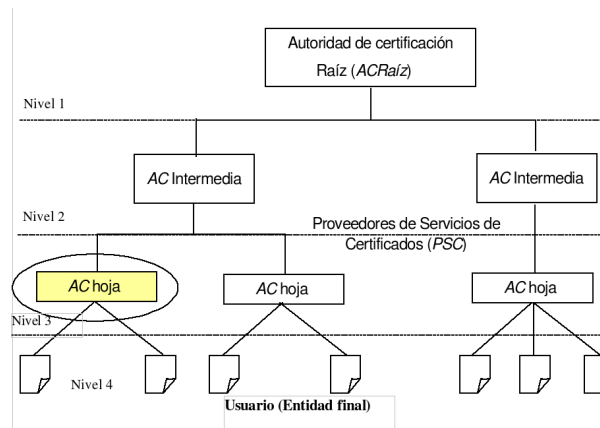 Autoridad de certificación
Raíz (ACRaíz)
Nivel 1
AC Intermedia
AC Intermedia
Nivel 2
Proveedores de Servicios de
Certificados (PSC)
AC hoja
AC hoja
AC hoja
Nivel 3
Nivel 4
Usuario (Entidad final)